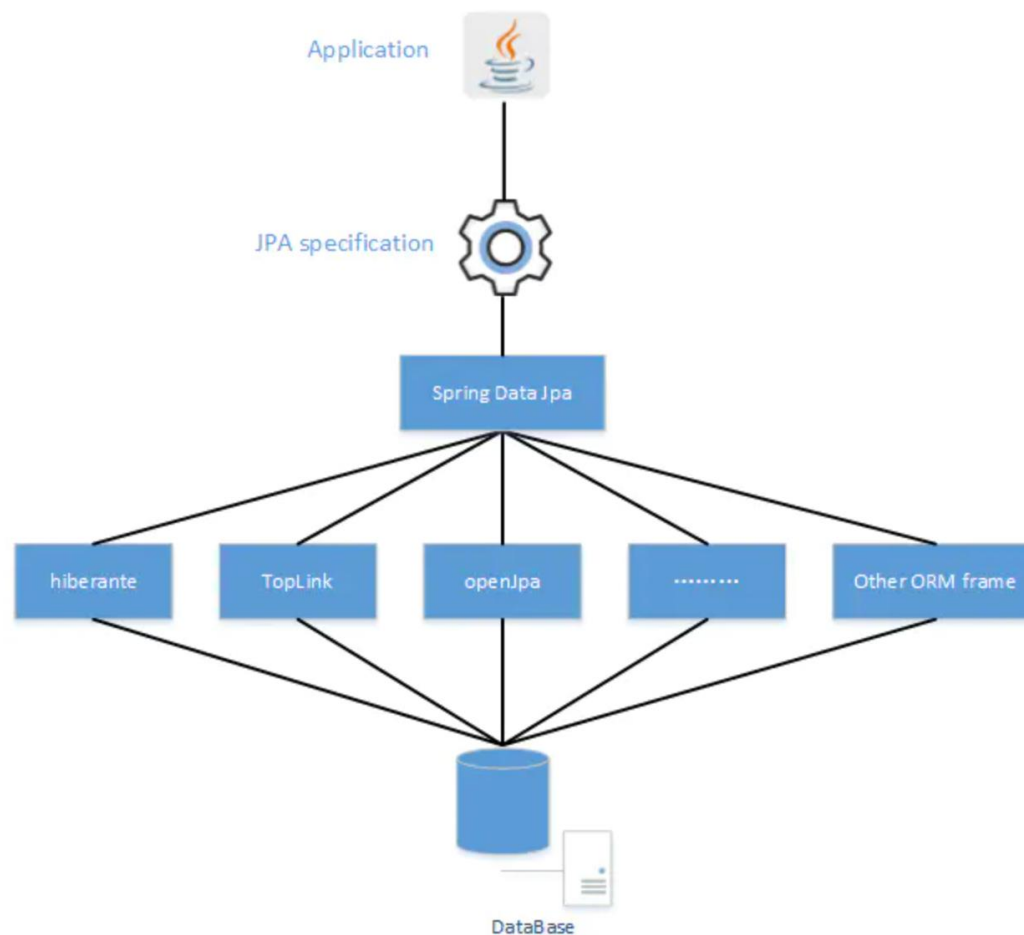 Application
JPA specification
Spring Data Jpa
hiberante
TopLink
openJpa
·········
Other ORM frame
DataBase